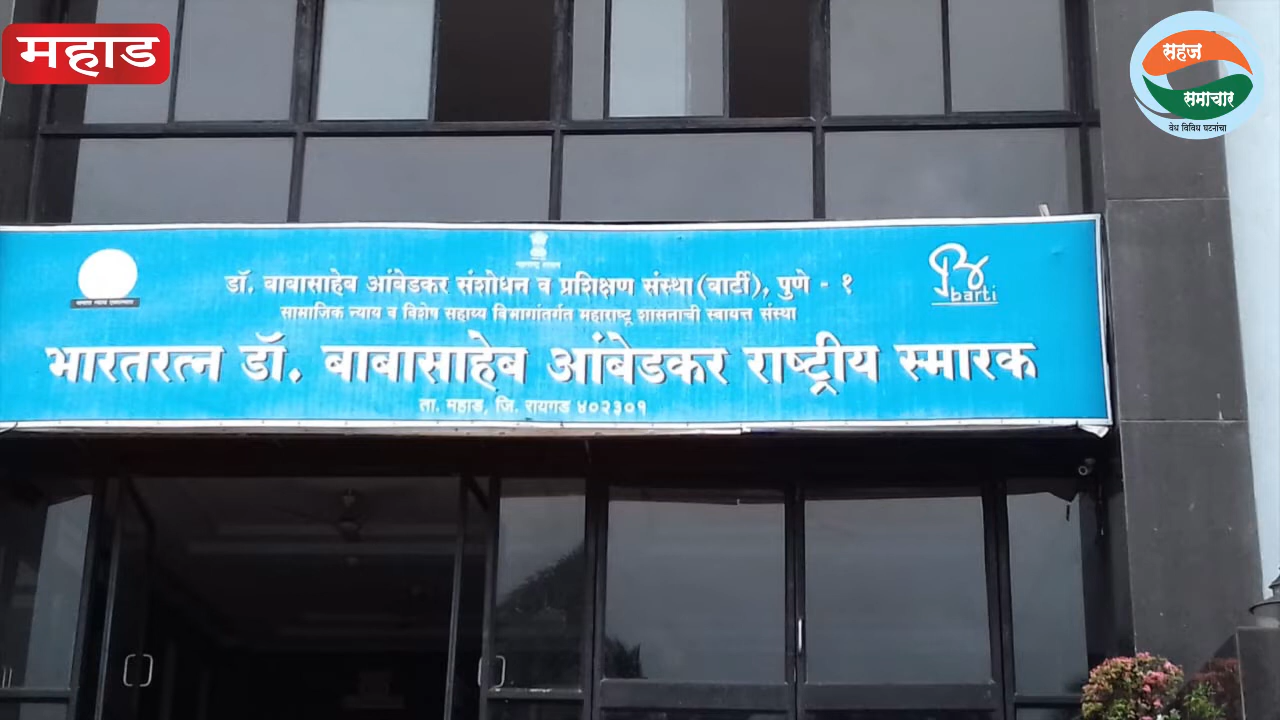 महाड
सहज
समाचार
वेध विविध घटनांचा
डॉ. बाबासाहेब आंबेडकर संशोधन व प्रशिक्षण संस्था (बार्टी), पुणे - १
barti
सामाजिक न्याय व विशेष सहाय्य विभागांतर्गत महाराष्ट्र शासनाची स्वायत्त संस्था
भारतरत्न डॉ. बाबासाहेब आंबेडकर राष्ट्रीय स्मारक
ता. महाड, जि. रायगड ४०२३०१